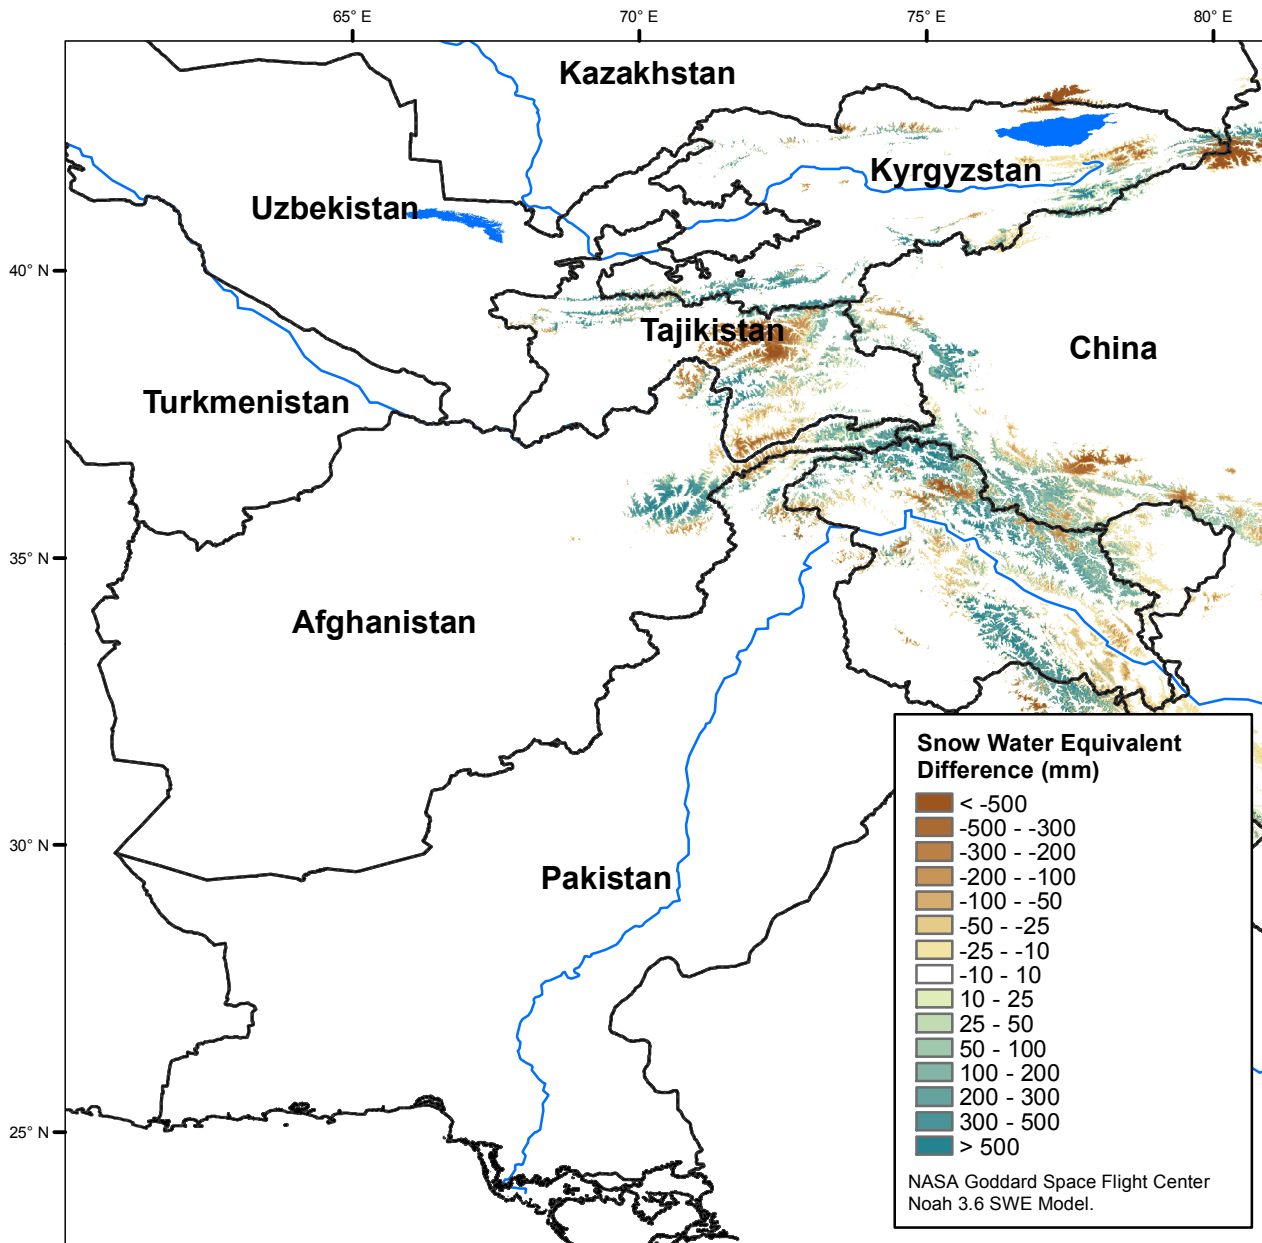 65° E
70° E
75° E
80° E
Kazakhstan
Kyrgyzstan
Uzbekistan
40° N
Tajikistan
China
Turkmenistan
35° N
Afghanistan
30° N
Pakistan
25° N
Snow Water Equivalent
Difference (mm)
< -500
-500 - -300
-300 - -200
-200 - -100
-100 - -50
-50 - -25
-25 - -10
-10 - 10
10 - 25
25 - 50
50 - 100
100 - 200
200 - 300
300 - 500
> 500
NASA Goddard Space Flight Center
Noah 3.6 SWE Model.